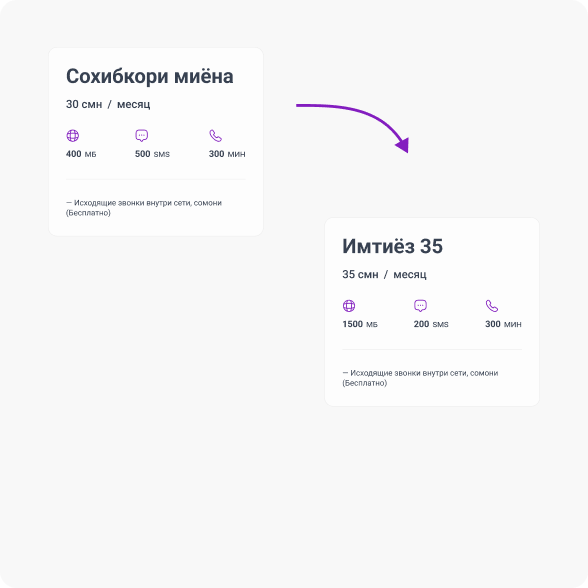 Сохибкори миёна
30 смн / месяц
400 МБ 500 SMS 300 МИН
— Исходящие звонки внутри сети, сомони
(Бесплатно)
Имтиёз 35
35 смн / месяц
1500 МБ 200 SMS 300 МИН
— Исходящие звонки внутри сети, сомони
(Бесплатно)